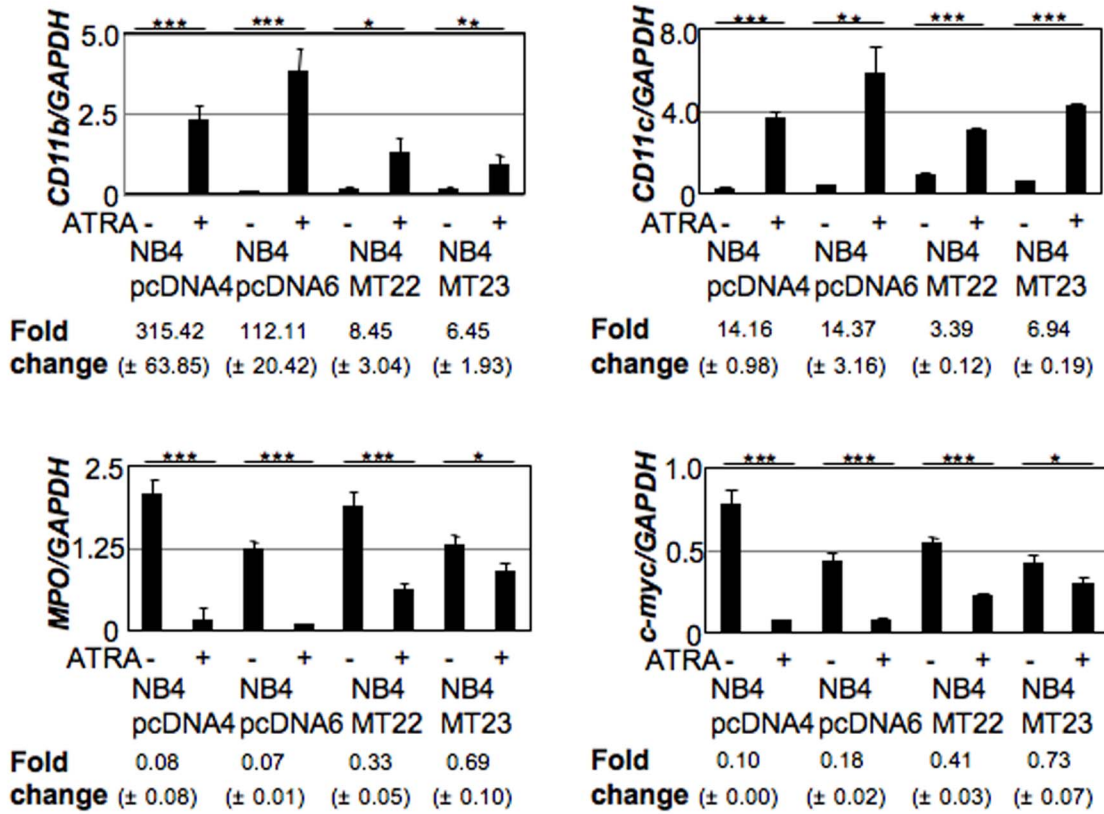 *** *** * **
CD11b/GAPDH
5.0
2.5
0
ATRA - + - + - + - +
NB4 NB4 NB4 NB4
pcDNA4 pcDNA6 MT22 MT23
Fold 315.42 112.11 8.45 6.45
change (± 63.85) (± 20.42) (± 3.04) (± 1.93)
*** ** *** ***
CD11c/GAPDH
8.0
4.0
0
ATRA - + - + - + - +
NB4 NB4 NB4 NB4
pcDNA4 pcDNA6 MT22 MT23
Fold 14.16 14.37 3.39 6.94
change (± 0.98) (± 3.16) (± 0.12) (± 0.19)
*** *** *** *
MPO/GAPDH
2.5
1.25
0
ATRA - + - + - + - +
NB4 NB4 NB4 NB4
pcDNA4 pcDNA6 MT22 MT23
Fold 0.08 0.07 0.33 0.69
change (± 0.08) (± 0.01) (± 0.05) (± 0.10)
*** *** *** *
c-myc/GAPDH
1.0
0.5
0
ATRA - + - + - + - +
NB4 NB4 NB4 NB4
pcDNA4 pcDNA6 MT22 MT23
Fold 0.10 0.18 0.41 0.73
change (± 0.00) (± 0.02) (± 0.03) (± 0.07)